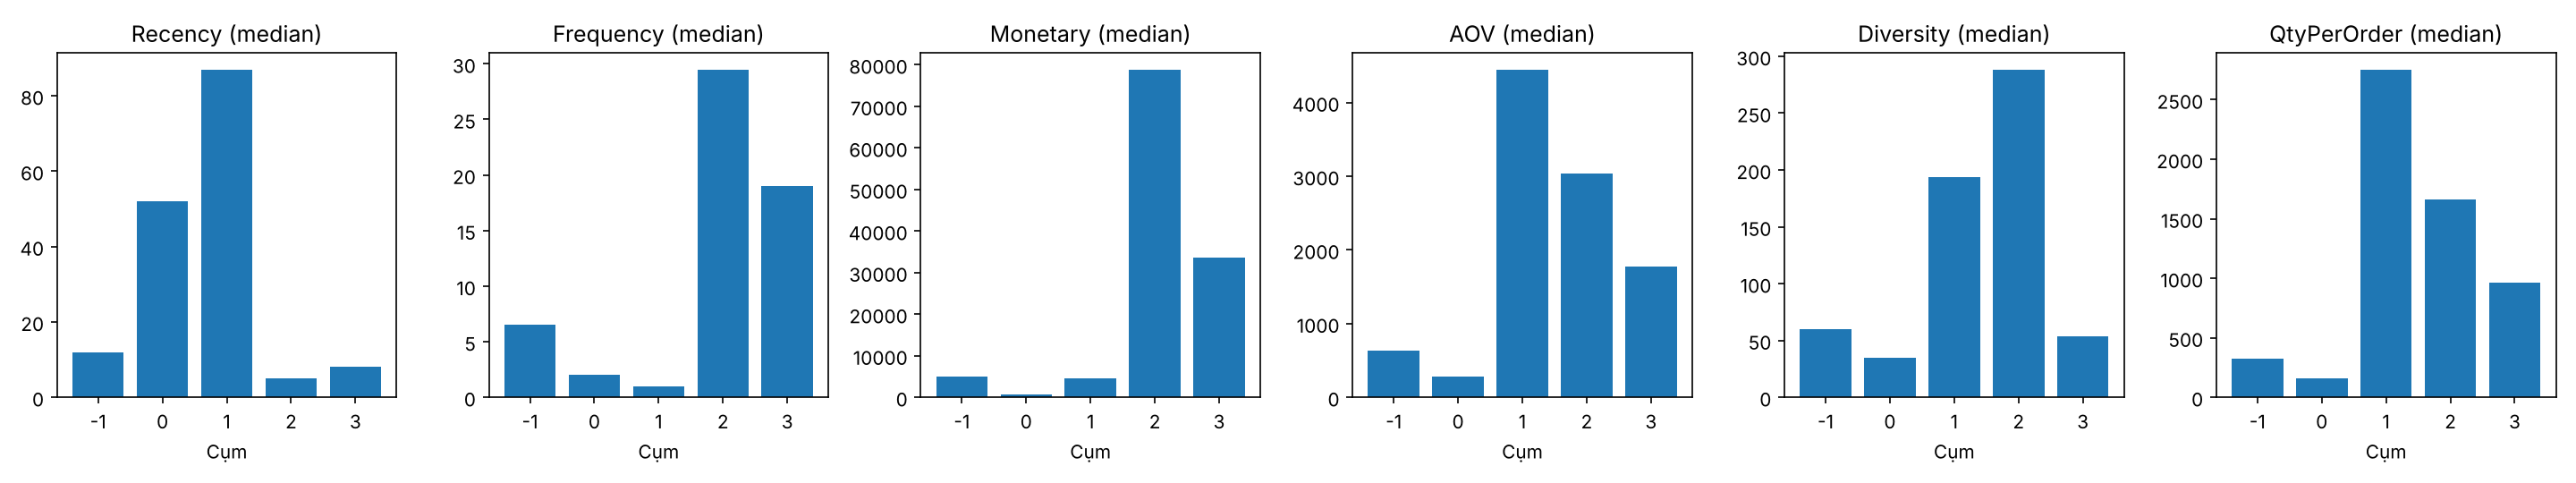 Recency (median)
80
60
40
20
0
-1 0 1 2 3
Cụm
Frequency (median)
30
25
20
15
10
5
0
-1 0 1 2 3
Cụm
Monetary (median)
80000
70000
60000
50000
40000
30000
20000
10000
0
-1 0 1 2 3
Cụm
AOV (median)
4000
3000
2000
1000
0
-1 0 1 2 3
Cụm
Diversity (median)
300
250
200
150
100
50
0
-1 0 1 2 3
Cụm
QtyPerOrder (median)
2500
2000
1500
1000
500
0
-1 0 1 2 3
Cụm